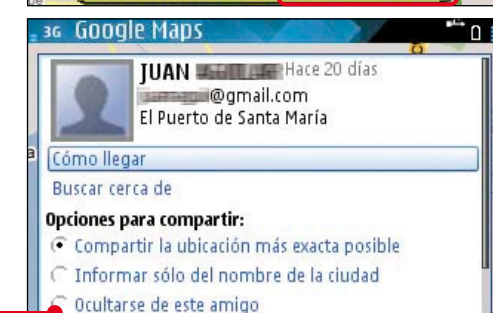 3G Google Maps
JUAN Hace 20 días
@gmail.com
El Puerto de Santa María
Cómo llegar
Buscar cerca de
Opciones para compartir:
Compartir la ubicación más exacta posible
Informar sólo del nombre de la ciudad
Ocultarse de este amigo